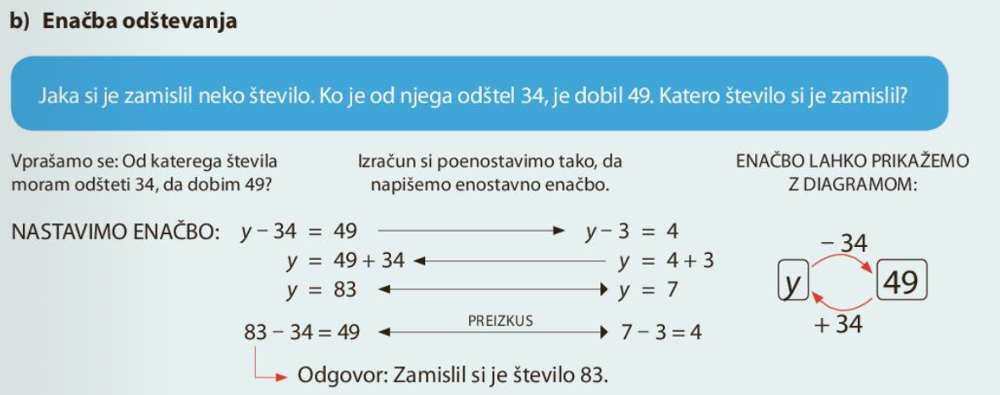 b) Enačba odštevanja
Jaka si je zamislil neko število. Ko je od njega odštel 34, je dobil 49. Katero število si je zamislil?
Vprašamo se: Od katerega števila
moram odšteti 34, da dobim 49?
Izračun si poenostavimo tako, da
napišemo enostavno enačbo.
ENAČBO LAHKO PRIKAŽEMO
Z DIAGRAMOM:
NASTAVIMO ENAČBO: y – 34 = 49
y = 49 + 34
y = 83
83 – 34 = 49
y – 3 = 4
y = 4 + 3
y = 7
PREIZKUS
7 – 3 = 4
Odgovor: Zamislil si je število 83.
– 34
y
49
+ 34